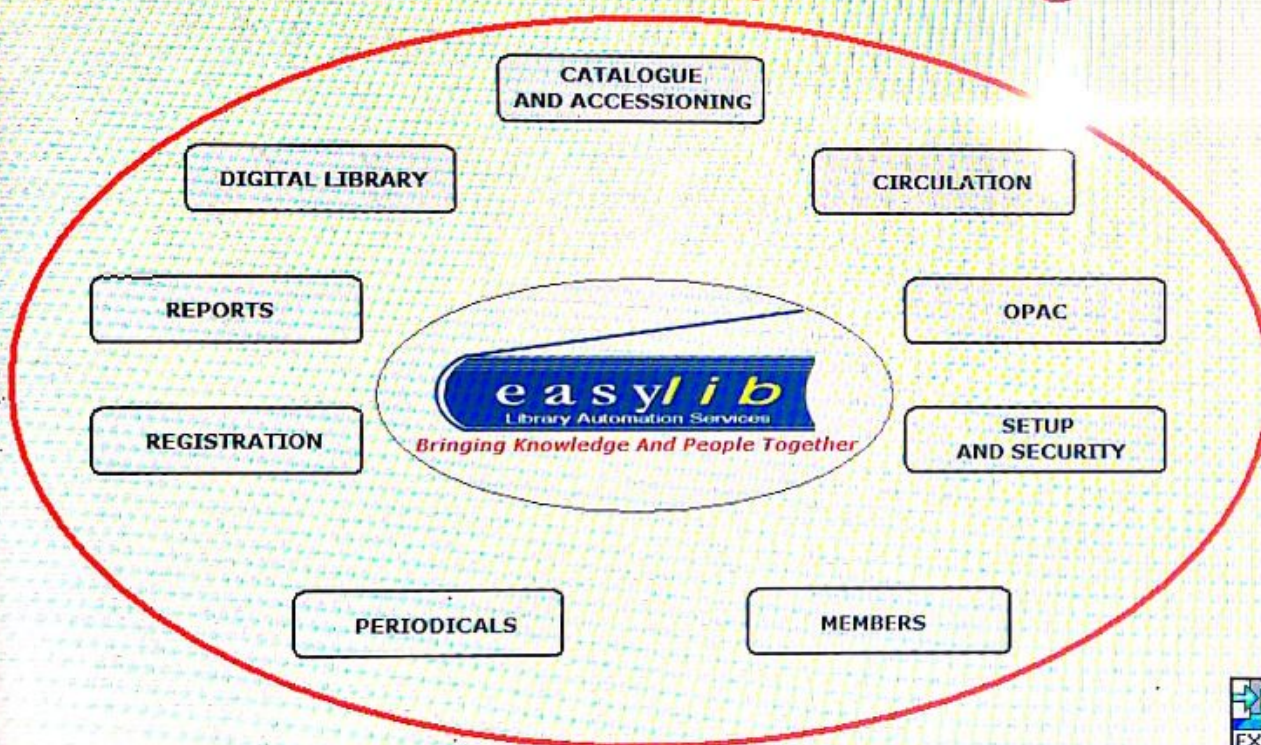 CATALOGUE
AND ACCESSIONING
DIGITAL LIBRARY
CIRCULATION
REPORTS
OPAC
easylib
Library Automation Services
Bringing Knowledge And People Together
REGISTRATION
SETUP
AND SECURITY
PERIODICALS
MEMBERS